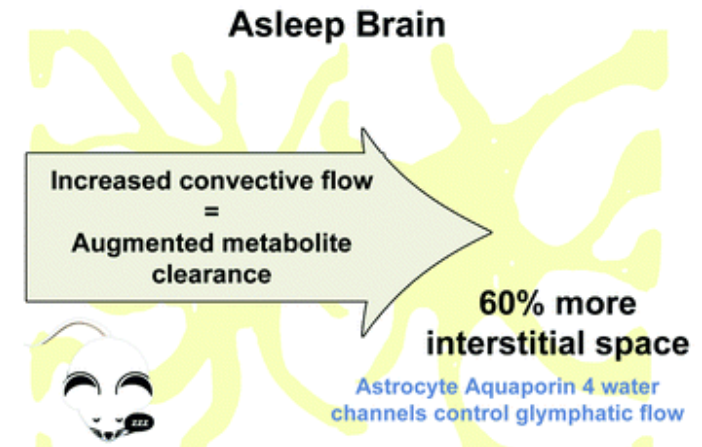 Asleep Brain
Increased convective flow
=
Augmented metabolite
clearance
60% more
interstitial space
Astrocyte Aquaporin 4 water
channels control glymphatic flow
zzz